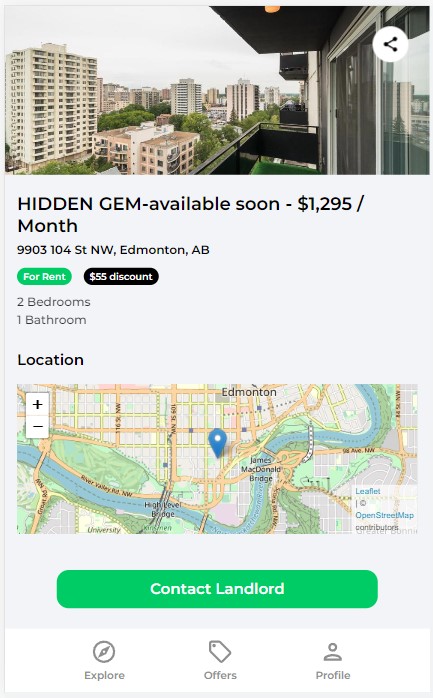 HIDDEN GEM-available soon - $1,295 /
Month
9903 104 St NW, Edmonton, AB
For Rent
$55 discount
2 Bedrooms
1 Bathroom
Location
+
−
Edmonton
James
MacDonald
Bridge
98 Ave. NW
River Valley Rd. NW
High Level
Bridge
University
Leaflet
| ©
OpenStreetMap
contributors
Contact Landlord
Explore
Offers
Profile